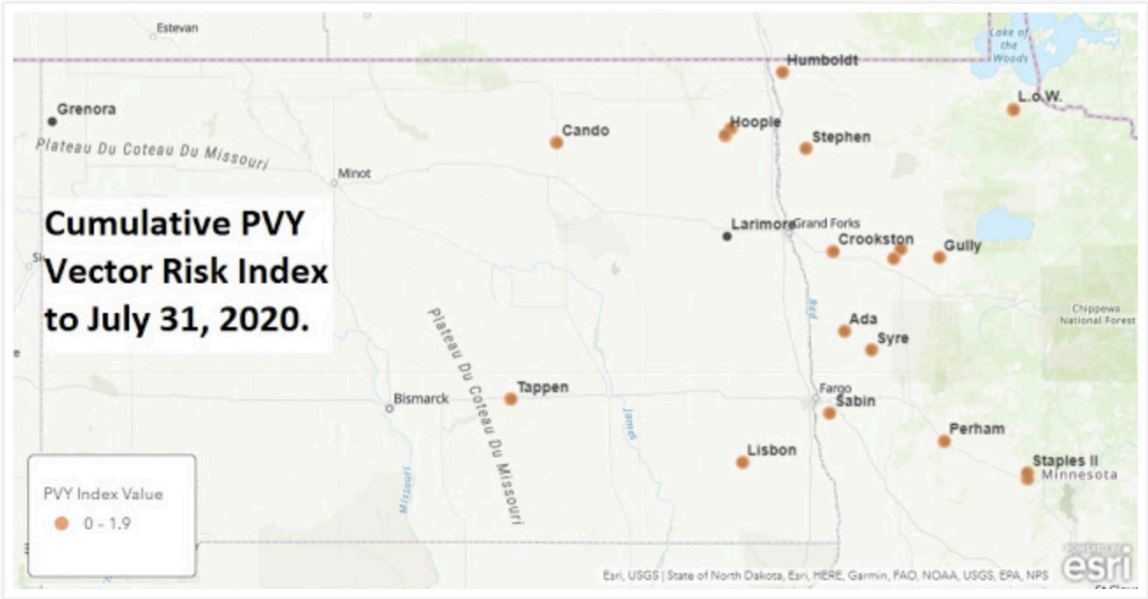 Estevan
Lake of
the
Woods
Humboldt
L.o.W.
Grenora
Hoople
Cando
Stephen
Plateau Du Coteau Du Missouri
Minot
Cumulative PVY
Vector Risk Index
to July 31, 2020.
Larimore
Grand Forks
Crookston
Gully
Red
Chippewa
National Forest
Ada
Syre
Plateau Du Coteau Du Missouri
Tappen
Fargo
Sabin
Bismarck
James
Perham
Lisbon
Staples II
Minnesota
Missouri
PVY Index Value
0 - 1.9
POWERED BY
esri
Esri, USGS | State of North Dakota, Esri, HERE, Garmin, FAO, NOAA, USGS, EPA, NPS